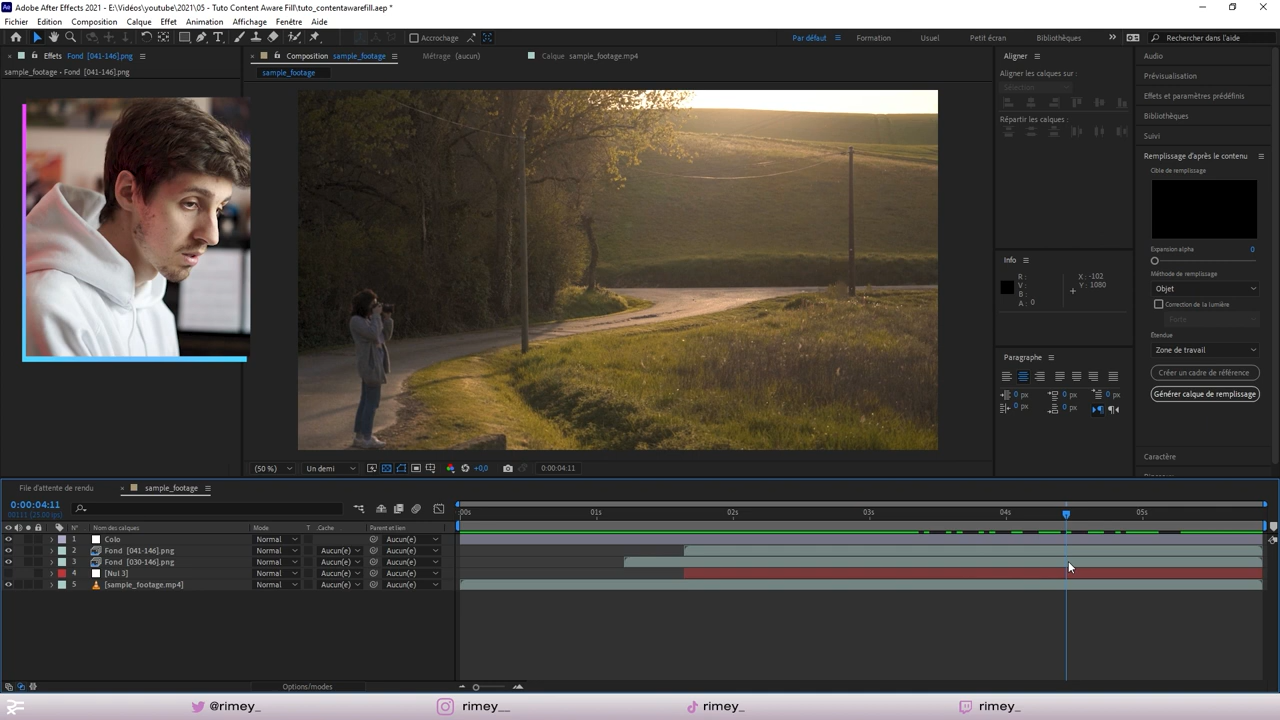 Adobe After Effects 2021 - E:\Vidéos\youtube\2021\05 - Tuto Content Aware Fill\tuto_contentawarefill.aep *
Fichier Edition Composition Calque Effet Animation Affichage Fenêtre Aide
Accrochage
Par défaut Formation Usuel Petit écran Bibliothèques Rechercher dans l'aide
Effets Fond [041-146].png
Composition sample_footage
Métrage (aucun)
Calque sample_footage.mp4
Aligner
Audio
sample_footage • Fond [041-146].png
sample_footage
Aligner les calques sur :
Sélection
Répartir les calques :
Prévisualisation
Effets et paramètres prédéfinis
Bibliothèques
Suivi
Remplissage d'après le contenu
Cible de remplissage
Expansion alpha 0
Méthode de remplissage
Objet
Correction de la lumière
Forte
Étendue
Zone de travail
Créer un cadre de référence
Générer calque de remplissage
Info
R :
V :
B :
A : 0
X : -102
Y : 1080
Paragraphe
0 px 0 px 0 px
0 px 0 px
Caractère
(50 %) Un demi +0,0 0:00:04:11
File d'attente de rendu sample_footage
0:00:04:11
00111 (25.00 ips)
:00s 01s 02s 03s 04s 05s
N° Nom des calques Mode T .Cache Parent et lien
1 Colo Normal Aucun(e)
2 Fond [041-146].png Normal Aucun(e) Aucun(e)
3 Fond [030-146].png Normal Aucun(e) Aucun(e)
4 [Nul 3] Normal Aucun(e) Aucun(e)
5 [sample_footage.mp4] Normal Aucun(e) Aucun(e)
Options/modes
@rimey_ rimey__ rimey_ rimey_